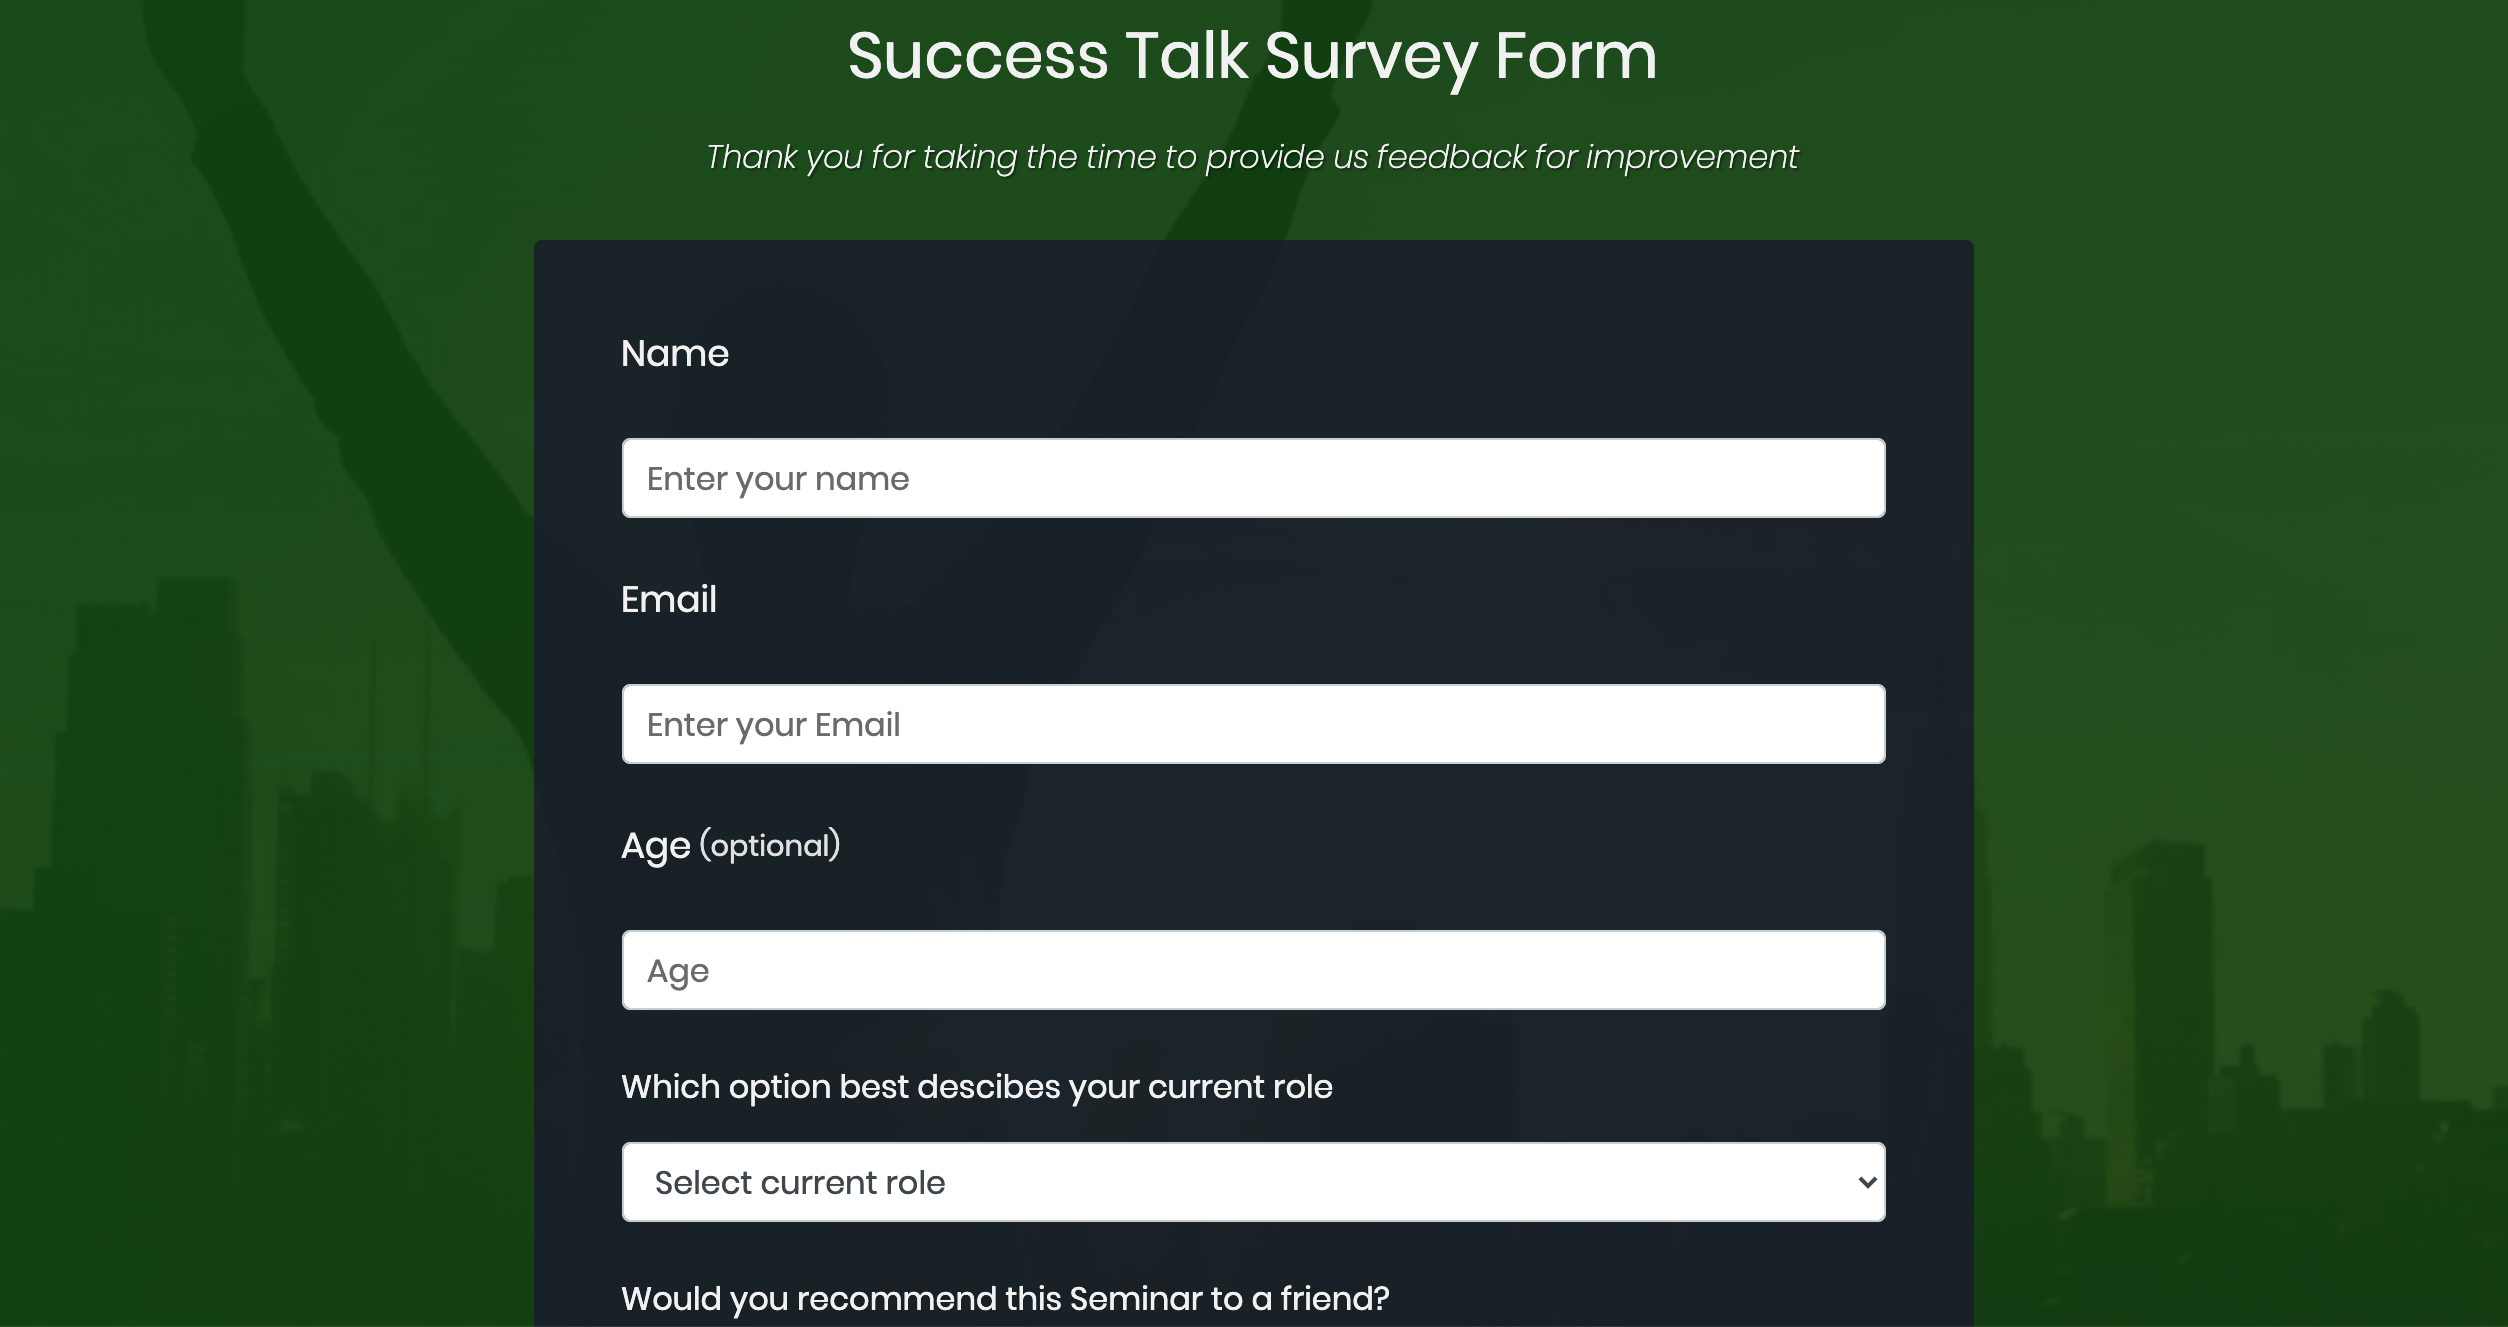 Success Talk Survey Form
Thank you for taking the time to provide us feedback for improvement
Name
Enter your name
Email
Enter your Email
Age (optional)
Age
Which option best descibes your current role
Select current role
Would you recommend this Seminar to a friend?